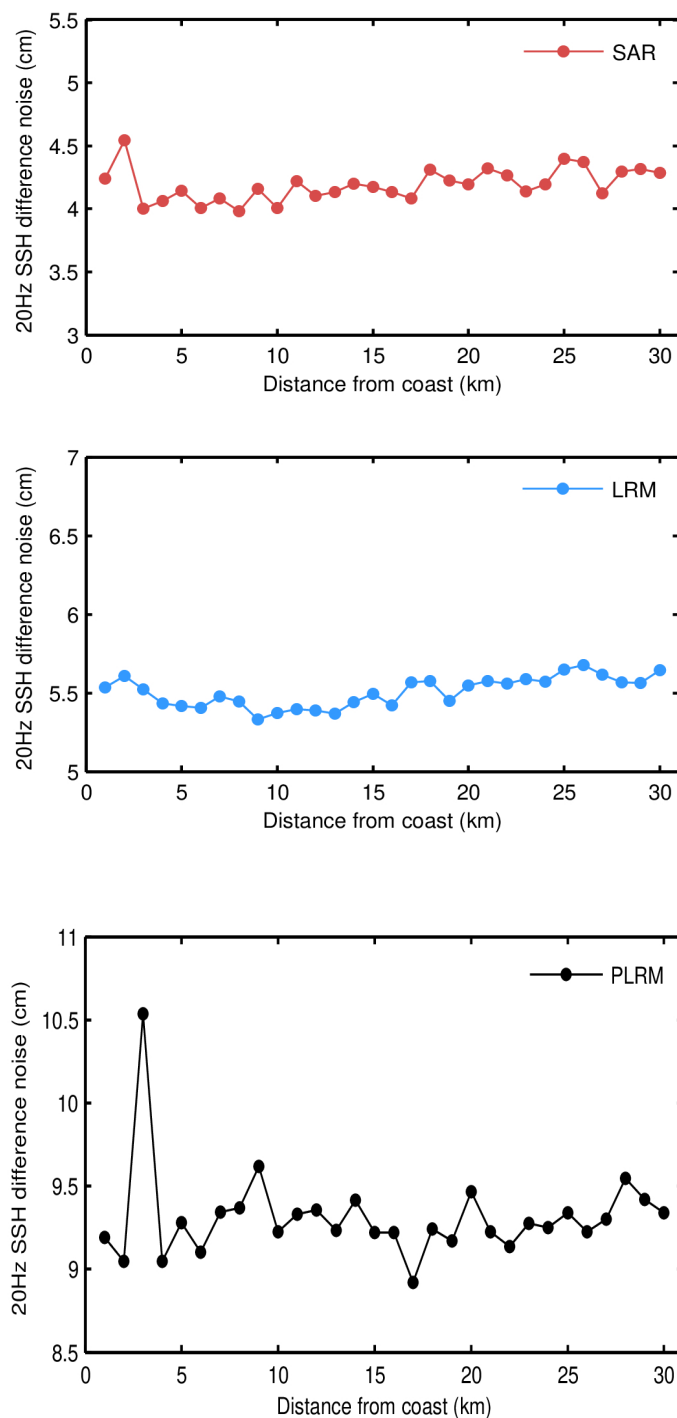 5.5
SAR
5
4.5
4
3.5
3
20Hz SSH difference noise (cm)
0 5 10 15 20 25 30
Distance from coast (km)
7
LRM
6.5
6
5.5
5
20Hz SSH difference noise (cm)
0 5 10 15 20 25 30
Distance from coast (km)
11
PLRM
10.5
10
9.5
9
8.5
20Hz SSH difference noise (cm)
0 5 10 15 20 25 30
Distance from coast (km)